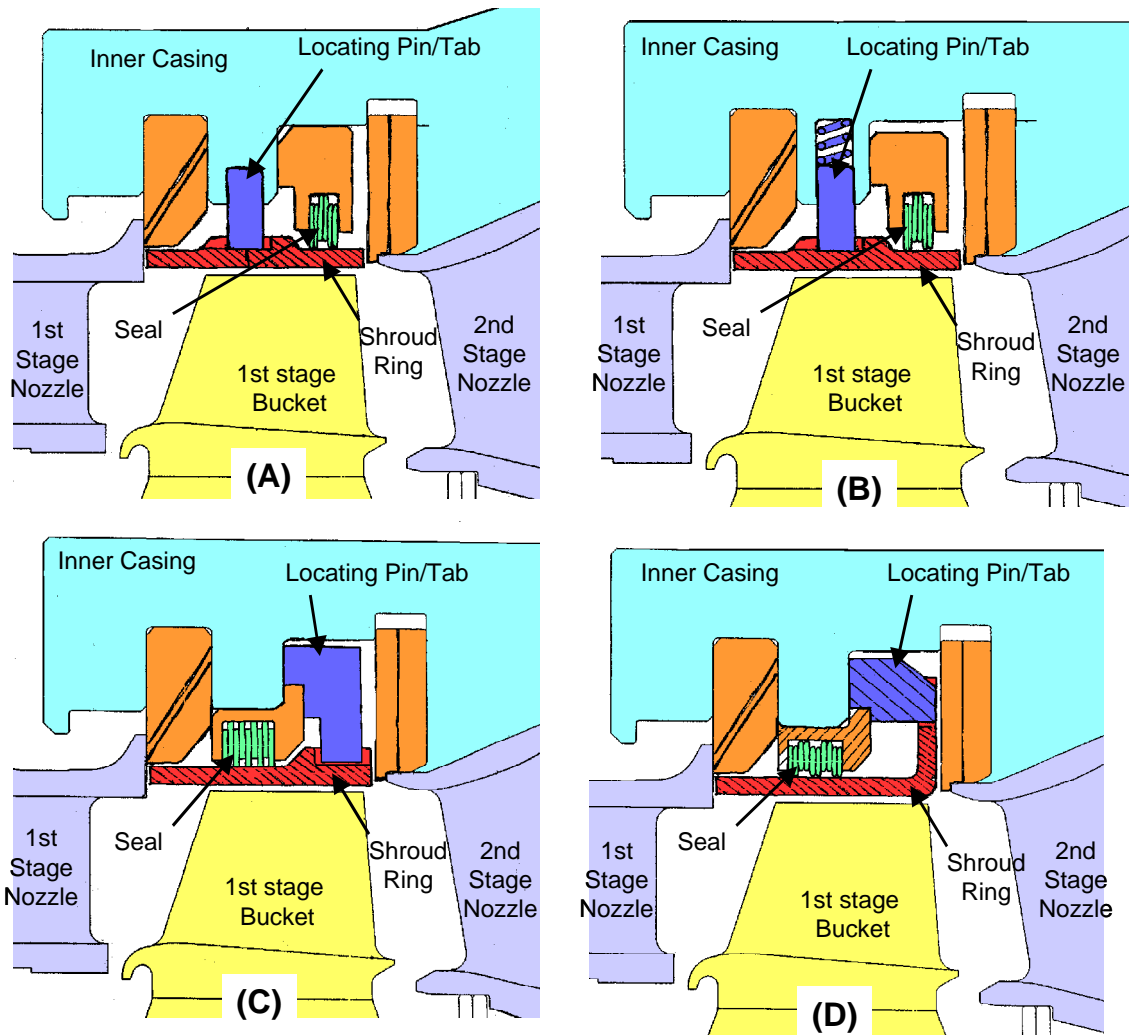 Inner Casing
Locating Pin/Tab
1st
Stage
Nozzle
Seal
Shroud
Ring
1st stage
Bucket
2nd
Stage
Nozzle
(A)
Inner Casing
Locating Pin/Tab
1st
Stage
Nozzle
Seal
Shroud
Ring
1st stage
Bucket
2nd
Stage
Nozzle
(B)
Inner Casing
Locating Pin/Tab
1st
Stage
Nozzle
Seal
Shroud
Ring
1st stage
Bucket
2nd
Stage
Nozzle
(C)
Inner Casing
Locating Pin/Tab
1st
Stage
Nozzle
Seal
Shroud
Ring
1st stage
Bucket
2nd
Stage
Nozzle
(D)